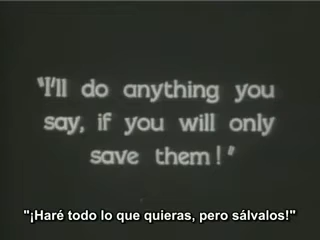 "I'll do anything you
say, if you will only
save them!"
"¡Haré todo lo que quieras, pero sálvalos!"